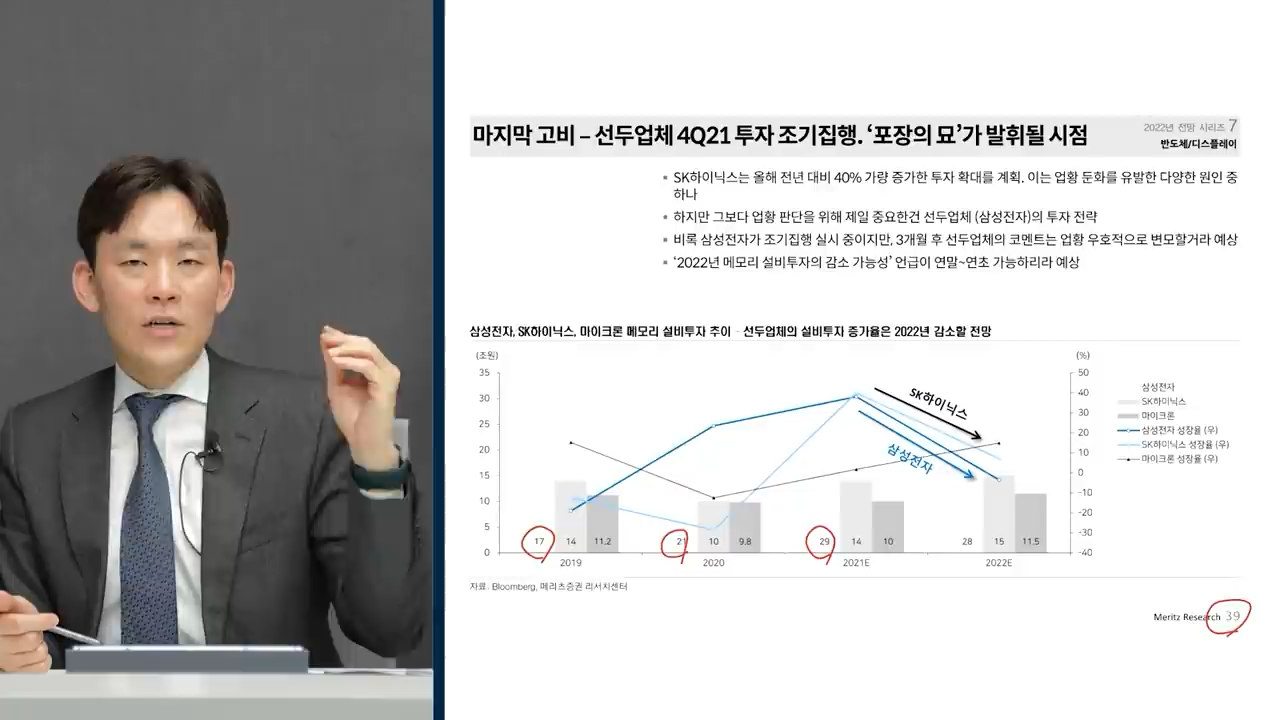 마지막 고비 – 선두업체 4Q21 투자 조기집행. ‘포장의 묘’가 발휘될 시점
2022년 전망 시리즈 7
반도체/디스플레이
▪ SK하이닉스는 올해 전년 대비 40% 가량 증가한 투자 확대를 계획. 이는 업황 둔화를 유발한 다양한 원인 중
하나
▪ 하지만 그보다 업황 판단을 위해 제일 중요한건 선두업체 (삼성전자)의 투자 전략
▪ 비록 삼성전자가 조기집행 실시 중이지만, 3개월 후 선두업체의 코멘트는 업황 우호적으로 변모할거라 예상
▪ ‘2022년 메모리 설비투자의 감소 가능성’ 언급이 연말~연초 가능하리라 예상
삼성전자, SK하이닉스, 마이크론 메모리 설비투자 추이 – 선두업체의 설비투자 증가율은 2022년 감소할 전망
(조원)
35
30
25
20
15
10
5
0
SK하이닉스
삼성전자
17 14 11.2
21 10 9.8
29 14 10
28 15 11.5
2019 2020 2021E 2022E
(%)
50
40
30
20
10
0
-10
-20
-30
-40
삼성전자
SK하이닉스
마이크론
삼성전자 성장율 (우)
SK하이닉스 성장율 (우)
마이크론 성장율 (우)
자료: Bloomberg, 메리츠증권 리서치센터
Meritz Research 39